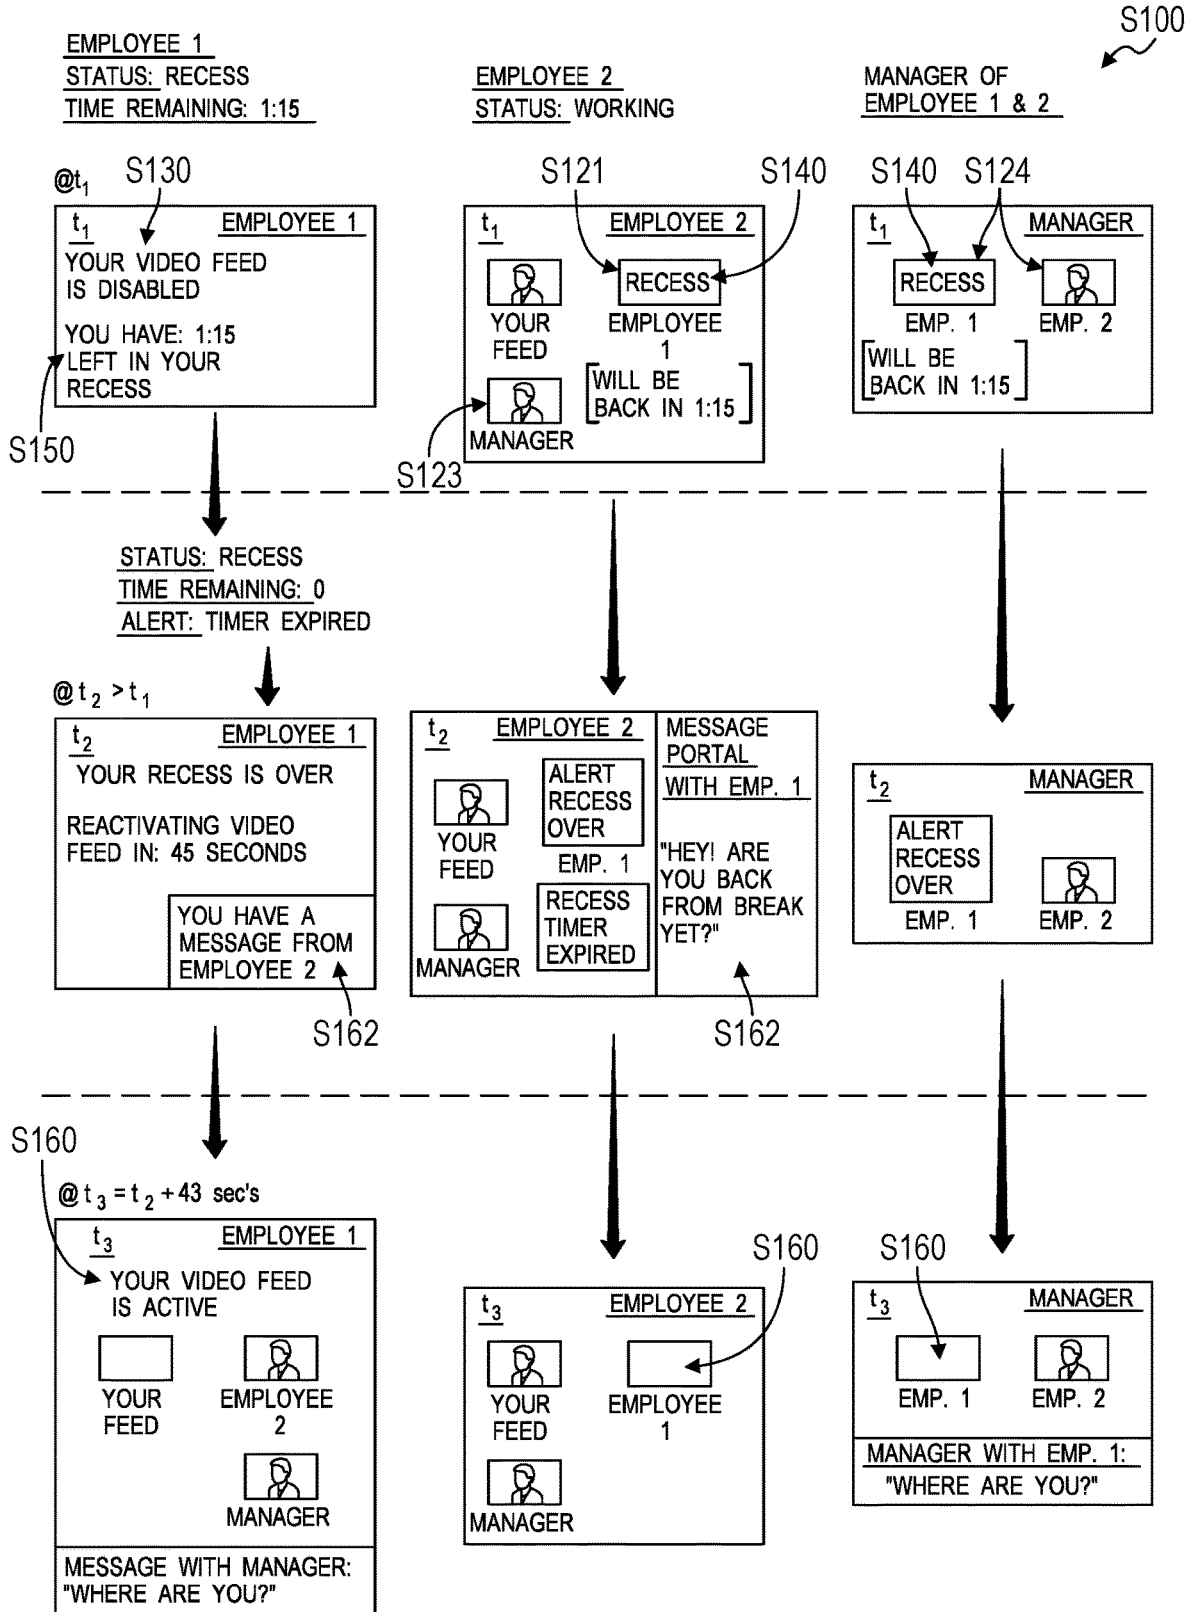 S100
EMPLOYEE 1
STATUS: RECESS
TIME REMAINING: 1:15
EMPLOYEE 2
STATUS: WORKING
MANAGER OF
EMPLOYEE 1 & 2
@t1
S130
S121
S140
S140
S124
t1
EMPLOYEE 1
YOUR VIDEO FEED
IS DISABLED
YOU HAVE: 1:15
LEFT IN YOUR
RECESS
S150
t1
EMPLOYEE 2
RECESS
YOUR
FEED
EMPLOYEE
1
WILL BE
BACK IN 1:15
MANAGER
S123
t1
MANAGER
RECESS
EMP. 1
EMP. 2
WILL BE
BACK IN 1:15
STATUS: RECESS
TIME REMAINING: 0
ALERT: TIMER EXPIRED
@t2 >t1
t2
EMPLOYEE 1
YOUR RECESS IS OVER
REACTIVATING VIDEO
FEED IN: 45 SECONDS
YOU HAVE A
MESSAGE FROM
EMPLOYEE 2
S162
t2
EMPLOYEE 2
ALERT
RECESS
OVER
YOUR
FEED
EMP. 1
RECESS
TIMER
EXPIRED
MANAGER
MESSAGE
PORTAL
WITH EMP. 1
"HEY! ARE
YOU BACK
FROM BREAK
YET?"
S162
t2
MANAGER
ALERT
RECESS
OVER
EMP. 1
EMP. 2
S160
@t3 =t2 +43 sec's
t3
EMPLOYEE 1
YOUR VIDEO FEED
IS ACTIVE
YOUR
FEED
EMPLOYEE
2
MANAGER
MESSAGE WITH MANAGER:
"WHERE ARE YOU?"
S160
t3
EMPLOYEE 2
YOUR
FEED
EMPLOYEE
1
MANAGER
S160
t3
MANAGER
EMP. 1
EMP. 2
MANAGER WITH EMP. 1:
"WHERE ARE YOU?"